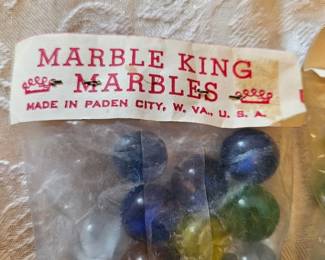 MARBLE KING
MARBLES
MADE IN PADEN CITY, W. VA., U. S. A.